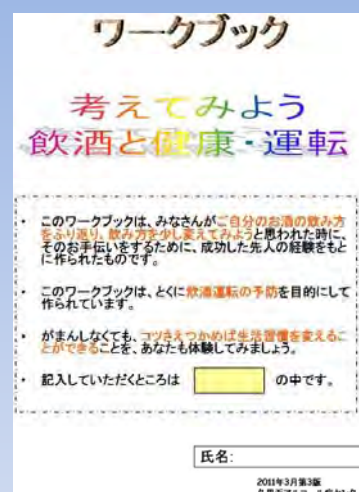 ワークブック
考えてみよう
飲酒と健康・運転
・ このワークブックは、みなさんがご自分のお酒の飲み方
をふり返り、飲み方を少し変えてみようと思われた時に、
そのお手伝いをするために、成功した先人の経験をもと
に作られたものです。
・ このワークブックは、とくに飲酒運転の予防を目的にして
作られています。
・ がまんしなくても、コツさえつかめば生活習慣を変えるこ
とができることを、あなたも体験してみましょう。
・ 記入していただくところは の中です。
氏名:
2011年3月第3版